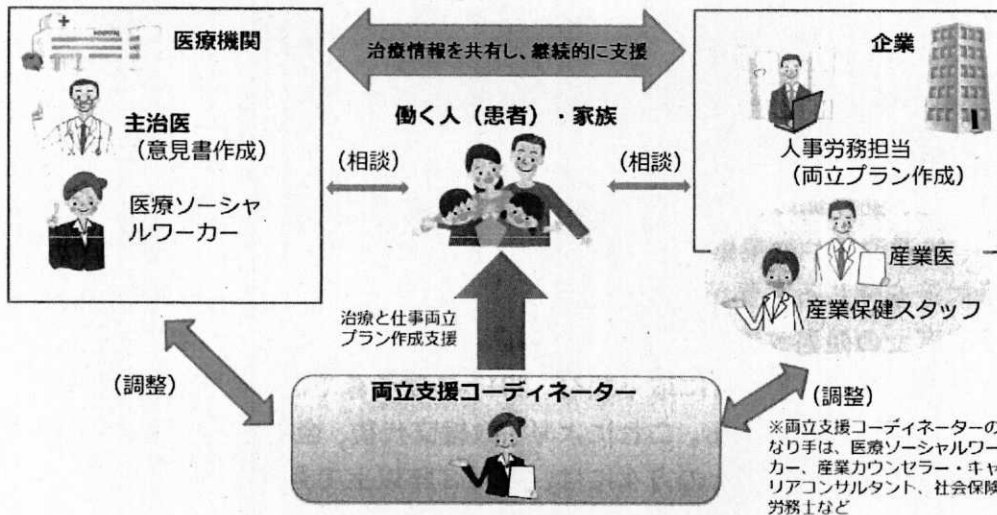 HOSPITAL
医療機関
主治医
(意見書作成)
医療ソーシャ
ルワーカー
治療情報を共有し、継続的に支援
働く人(患者)・家族
(相談)
(相談)
企業
人事労務担当
(両立プラン作成)
産業医
産業保健スタッフ
治療と仕事両立
プラン作成支援
(調整)
両立支援コーディネーター
(調整)
※両立支援コーディネーターの
なり手は、医療ソーシャルワー
カー、産業カウンセラー・キャ
リアコンサルタント、社会保険
労務士など